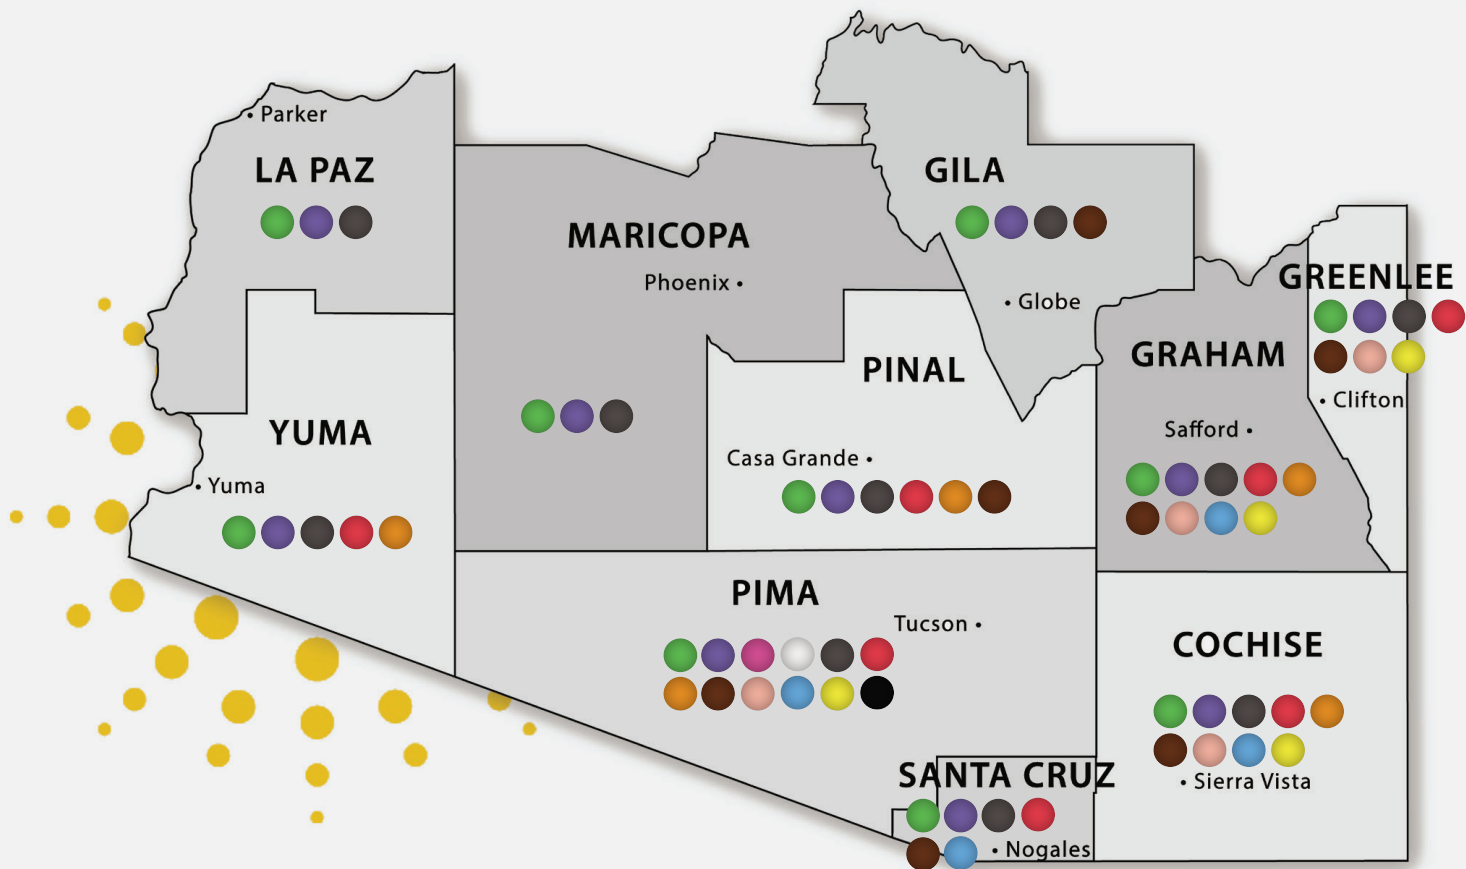 • Parker
LA PAZ
GILA
MARICOPA
GREENLEE
Phoenix •
• Globe
GRAHAM
PINAL
• Clifton
YUMA
Safford •
Casa Grande •
• Yuma
PIMA
Tucson •
COCHISE
SANTA CRUZ
• Sierra Vista
• Nogales